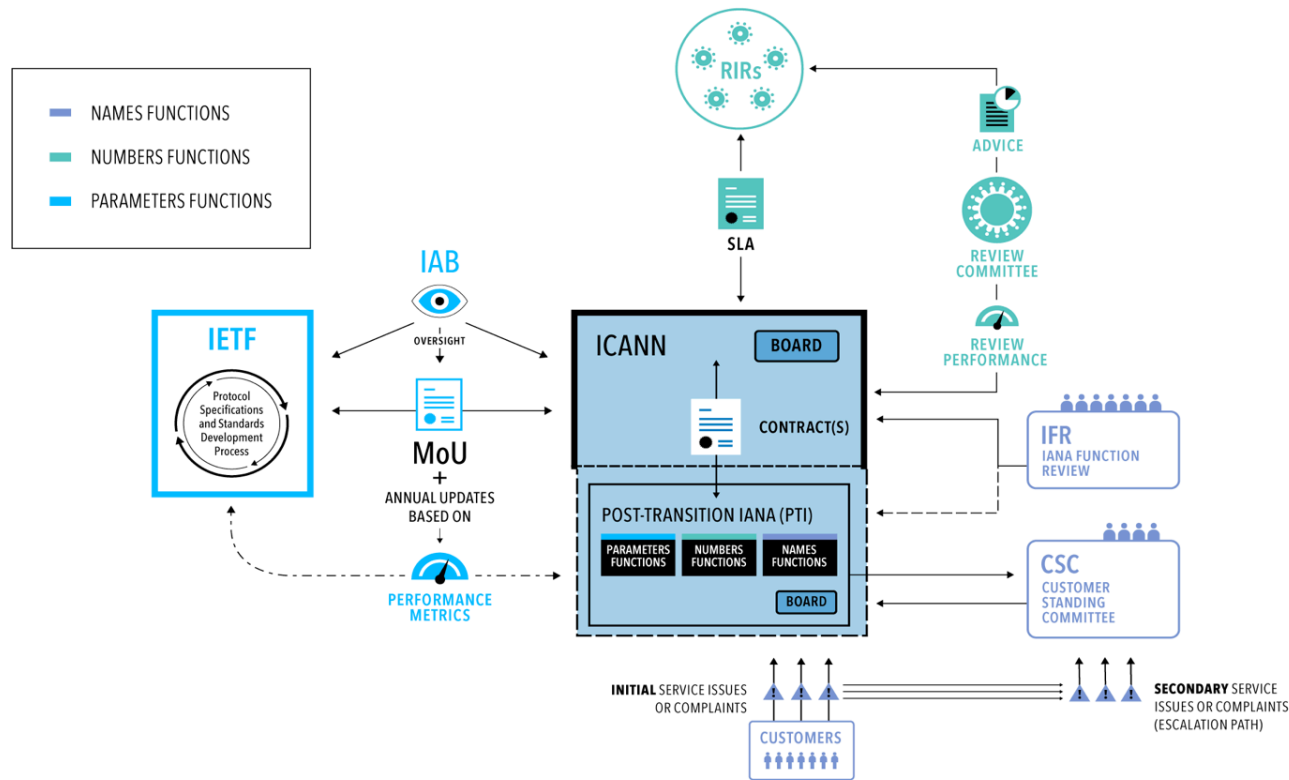 NAMES FUNCTIONS
NUMBERS FUNCTIONS
PARAMETERS FUNCTIONS
RIRs
ADVICE
REVIEW
COMMITTEE
REVIEW
PERFORMANCE
SLA
IAB
OVERSIGHT
IETF
Protocol
Specifications
and Standards
Development
Process
MoU
+
ANNUAL UPDATES
BASED ON
PERFORMANCE
METRICS
ICANN
BOARD
CONTRACT(S)
POST-TRANSITION IANA (PTI)
PARAMETERS
FUNCTIONS
NUMBERS
FUNCTIONS
NAMES
FUNCTIONS
BOARD
IFR
IANA FUNCTION
REVIEW
CSC
CUSTOMER
STANDING
COMMITTEE
INITIAL SERVICE ISSUES
OR COMPLAINTS
! ! !
! ! !
SECONDARY SERVICE
ISSUES OR COMPLAINTS
(ESCALATION PATH)
CUSTOMERS